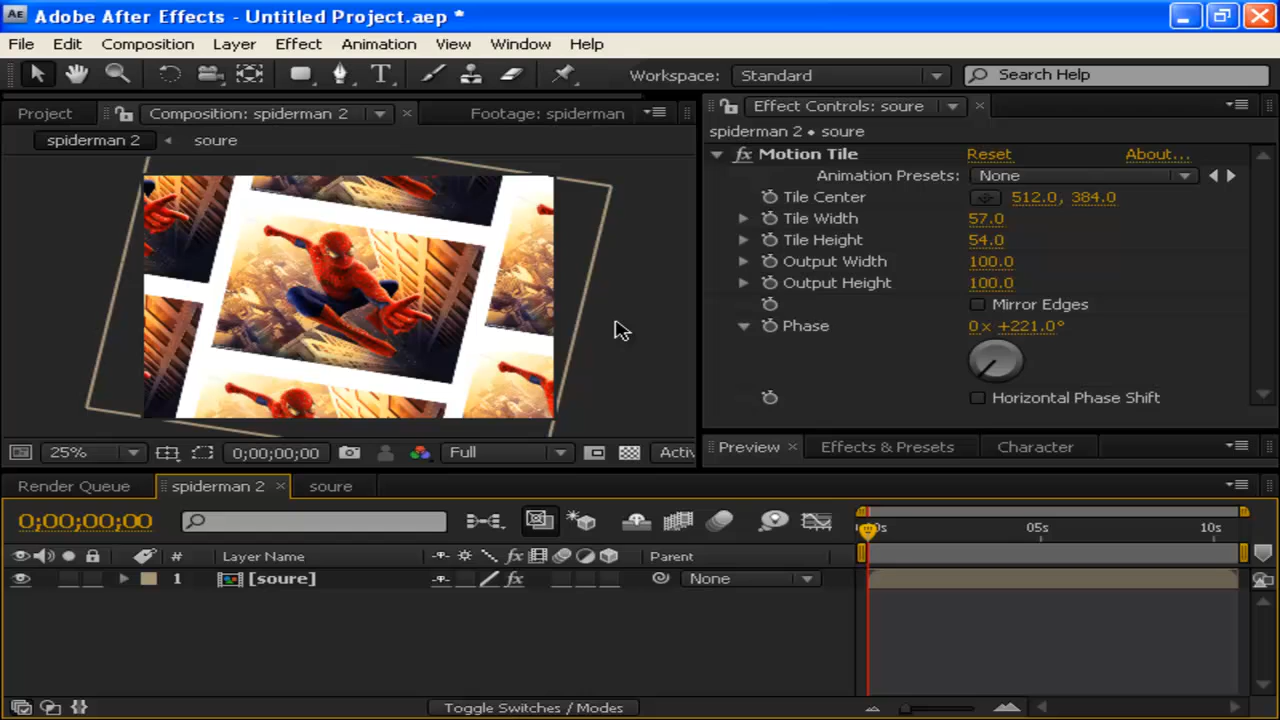 AE Adobe After Effects - Untitled Project.aep *
File Edit Composition Layer Effect Animation View Window Help
T Workspace: Standard Search Help
Project Composition: spiderman 2 × Footage: spiderman
spiderman 2 soure
Effect Controls: soure ×
spiderman 2 • soure
fx Motion Tile Reset About...
Animation Presets: None
Tile Center 512.0, 384.0
Tile Width 57.0
Tile Height 54.0
Output Width 100.0
Output Height 100.0
Mirror Edges
Phase 0× +221.0°
Horizontal Phase Shift
25% 0;00;00;00 Full Activ
Preview × Effects & Presets Character
Render Queue spiderman 2 × soure
0;00;00;00 0s 05s 10s
# Layer Name fx Parent
1 [soure] fx None
Toggle Switches / Modes